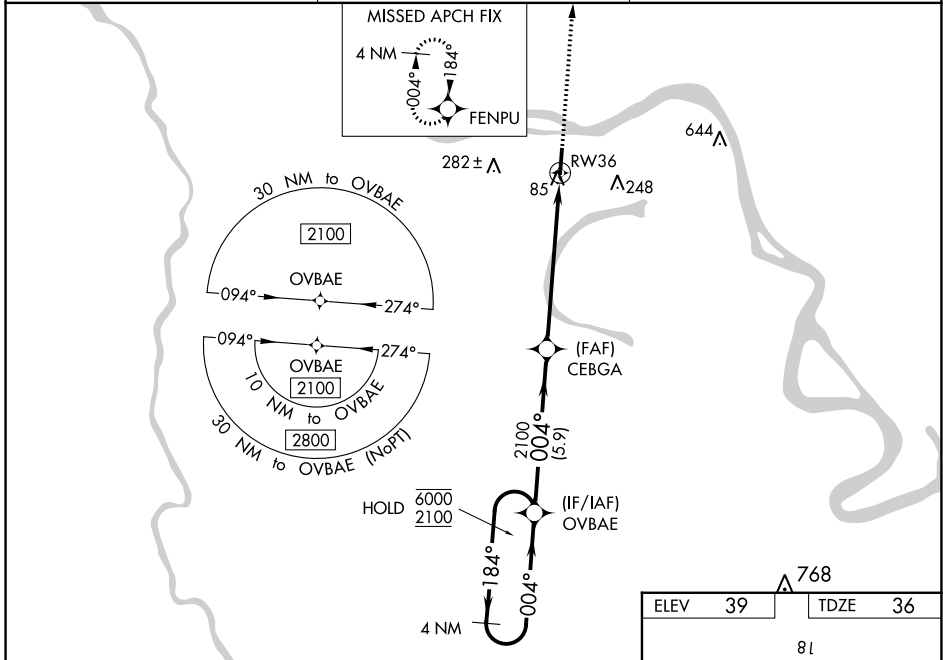 MISSED APCH FIX
4 NM
004°
184°
FENPU
644
282 ±
RW36
85
248
30 NM to OVBAE
2100
OVBAE
094°
274°
094°
274°
OVBAE
2100
10 NM to OVBAE
2800
30 NM to OVBAE (NoPT)
(FAF)
CEBGA
2100
004°
(5.9)
HOLD
6000
2100
(IF/IAF)
OVBAE
184°
004°
4 NM
768
ELEV 39
TDZE 36
18